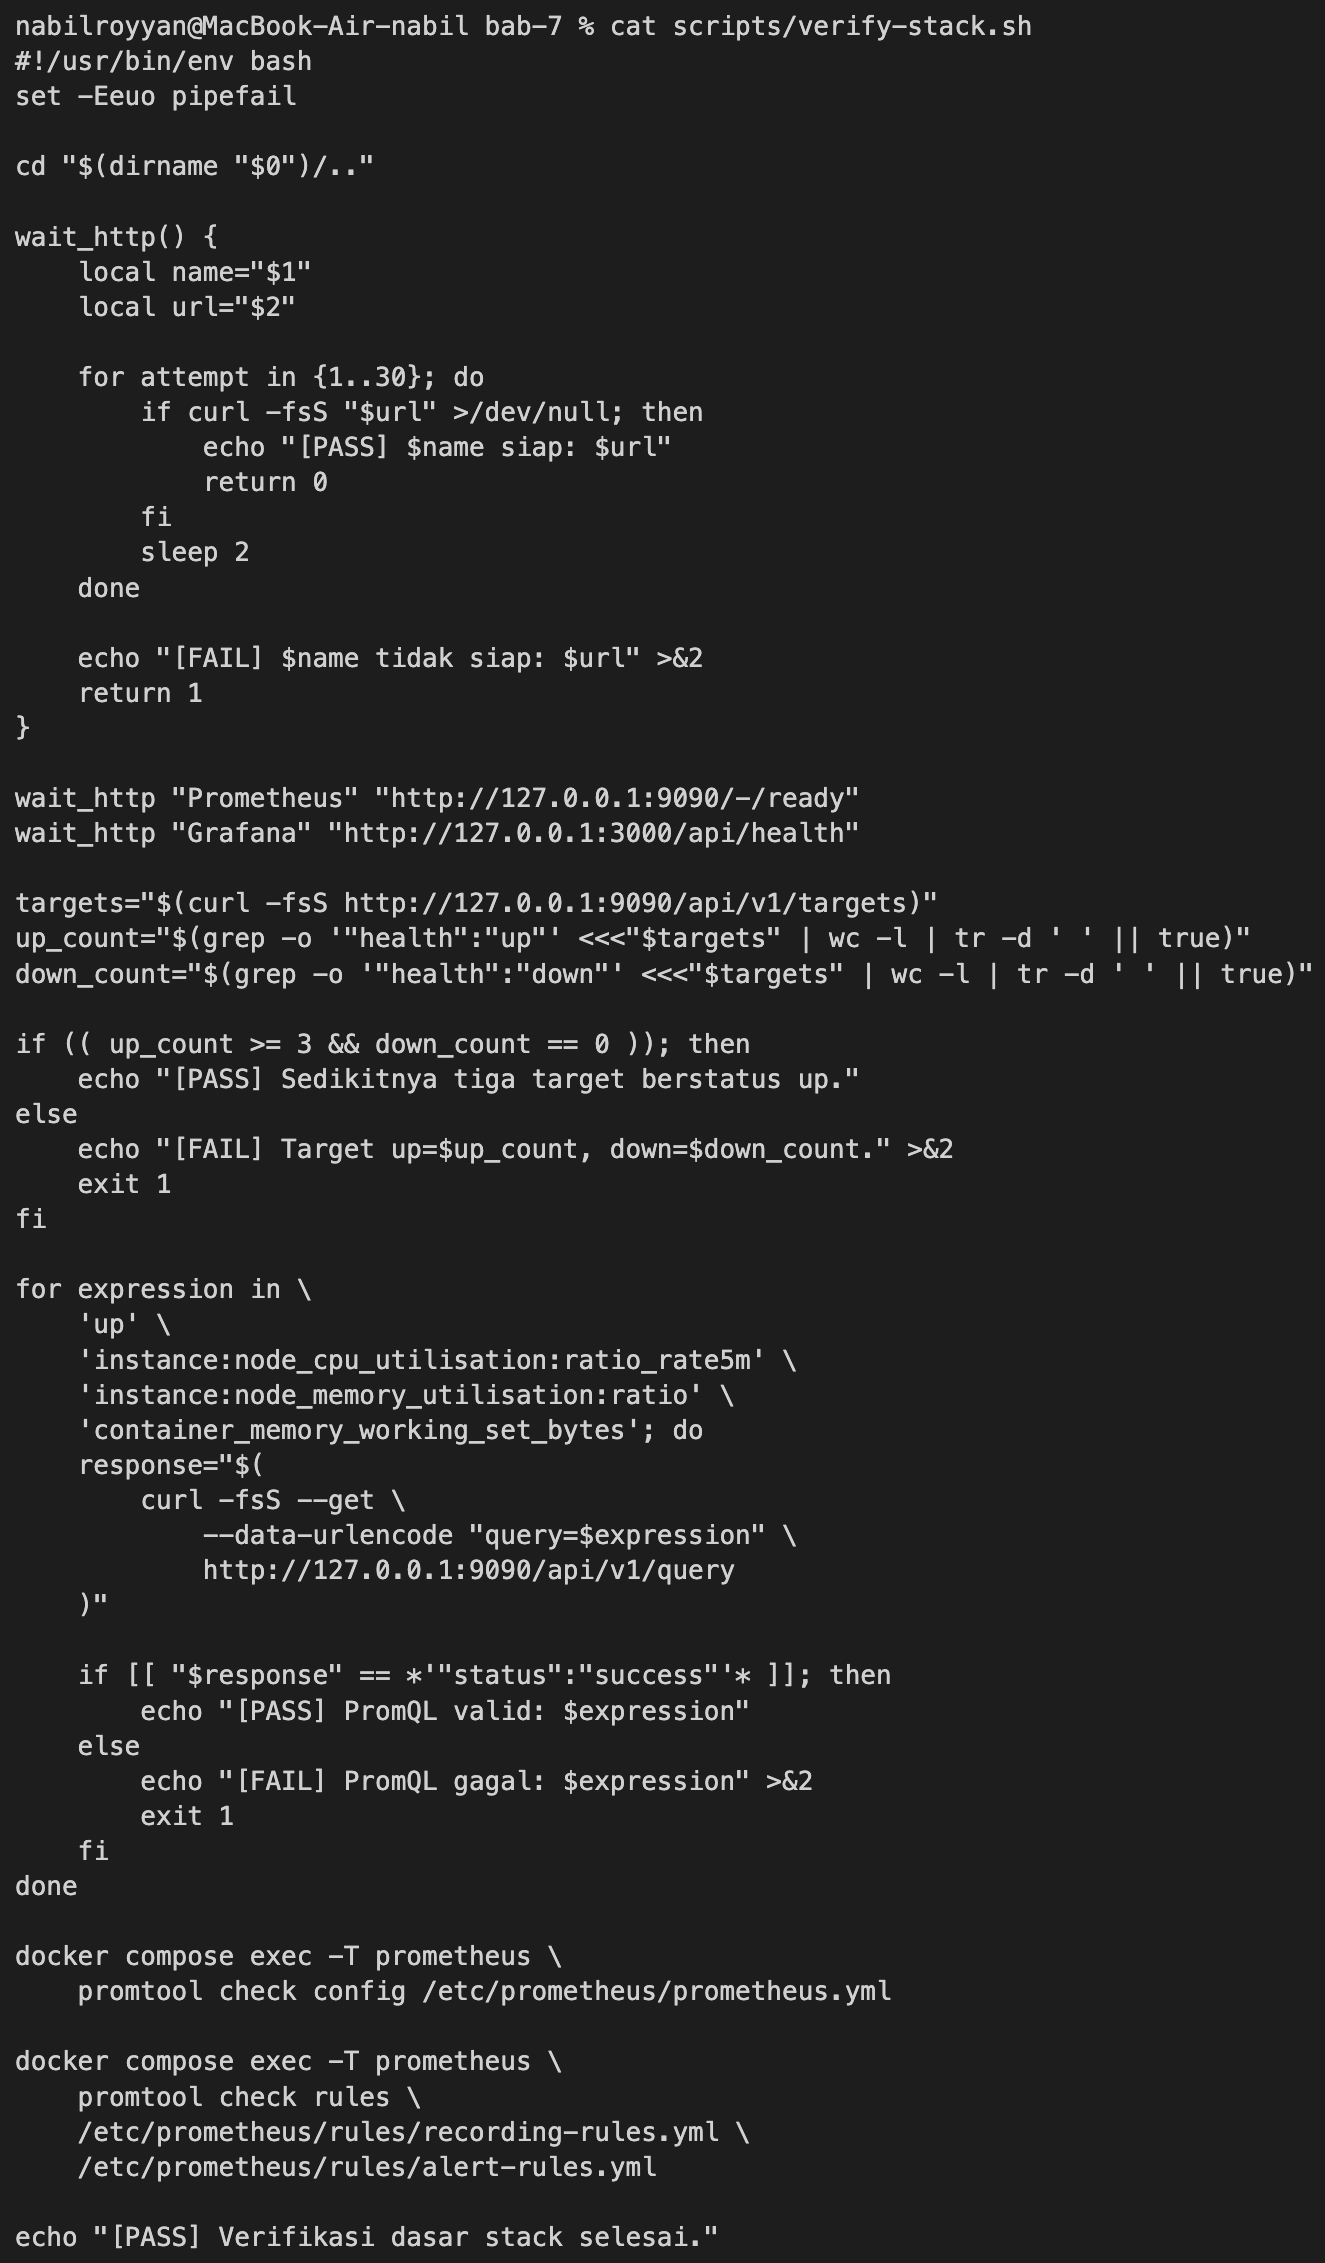 nabilroyyan@MacBook-Air-nabil bab-7 % cat scripts/verify-stack.sh
#!/usr/bin/env bash
set -Eeuo pipefail

cd "$(dirname "$0")/.."

wait_http() {
    local name="$1"
    local url="$2"

    for attempt in {1..30}; do
        if curl -fsS "$url" >/dev/null; then
            echo "[PASS] $name siap: $url"
            return 0
        fi
        sleep 2
    done

    echo "[FAIL] $name tidak siap: $url" >&2
    return 1
}

wait_http "Prometheus" "http://127.0.0.1:9090/-/ready"
wait_http "Grafana" "http://127.0.0.1:3000/api/health"

targets="$(curl -fsS http://127.0.0.1:9090/api/v1/targets)"
up_count="$(grep -o '"health":"up"' <<<"$targets" | wc -l | tr -d ' ' || true)"
down_count="$(grep -o '"health":"down"' <<<"$targets" | wc -l | tr -d ' ' || true)"

if (( up_count >= 3 && down_count == 0 )); then
    echo "[PASS] Sedikitnya tiga target berstatus up."
else
    echo "[FAIL] Target up=$up_count, down=$down_count." >&2
    exit 1
fi

for expression in \
    'up' \
    'instance:node_cpu_utilisation:ratio_rate5m' \
    'instance:node_memory_utilisation:ratio' \
    'container_memory_working_set_bytes'; do
    response="$(
        curl -fsS --get \
            --data-urlencode "query=$expression" \
            http://127.0.0.1:9090/api/v1/query
    )"

    if [[ "$response" == *'"status":"success"'* ]]; then
        echo "[PASS] PromQL valid: $expression"
    else
        echo "[FAIL] PromQL gagal: $expression" >&2
        exit 1
    fi
done

docker compose exec -T prometheus \
    promtool check config /etc/prometheus/prometheus.yml

docker compose exec -T prometheus \
    promtool check rules \
    /etc/prometheus/rules/recording-rules.yml \
    /etc/prometheus/rules/alert-rules.yml

echo "[PASS] Verifikasi dasar stack selesai."